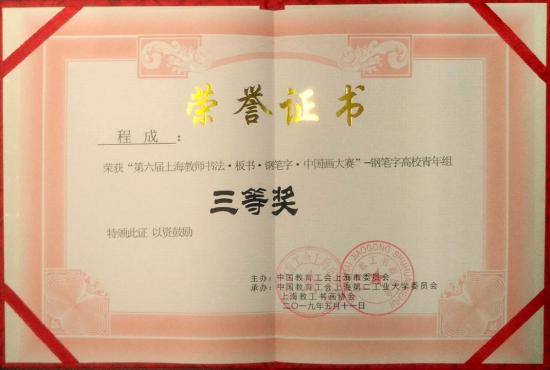 荣誉证书
程成：
荣获“第六届上海教师书法·板书·钢笔字·中国画大赛”—钢笔字高校青年组
三等奖
特颁此证 以资鼓励
主办：中国教育工会上海市委员会
承办：中国教育工会上海第二工业大学委员会
上海教工书画协会
二〇一九年五月十一日